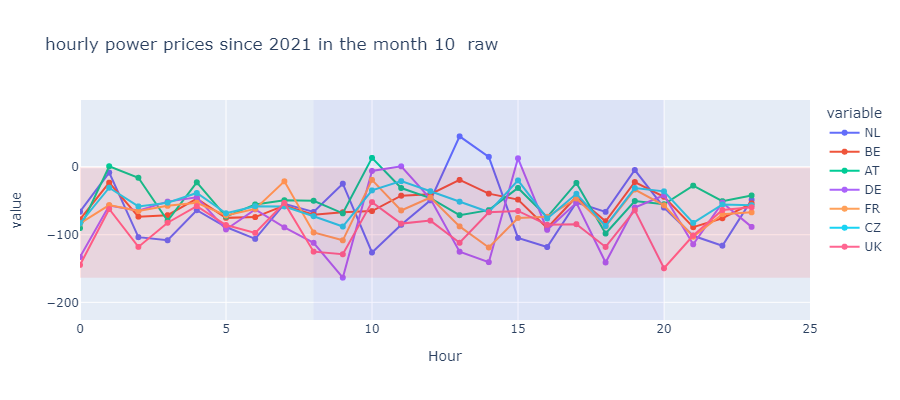 hourly power prices since 2021 in the month 10  raw
variable
NL
BE
AT
DE
FR
CZ
UK
value
0
−100
−200
0 5 10 15 20 25
Hour